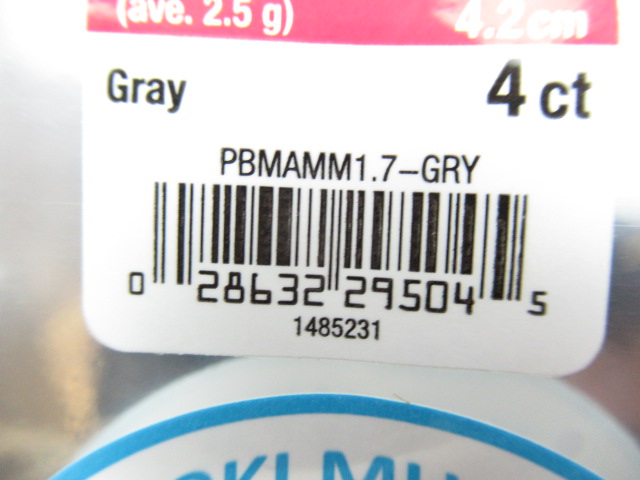 (ave. 2.5 g) 4.2cm
Gray 4 ct
PBMAMM1.7-GRY
0 28632 29504 5
1485231